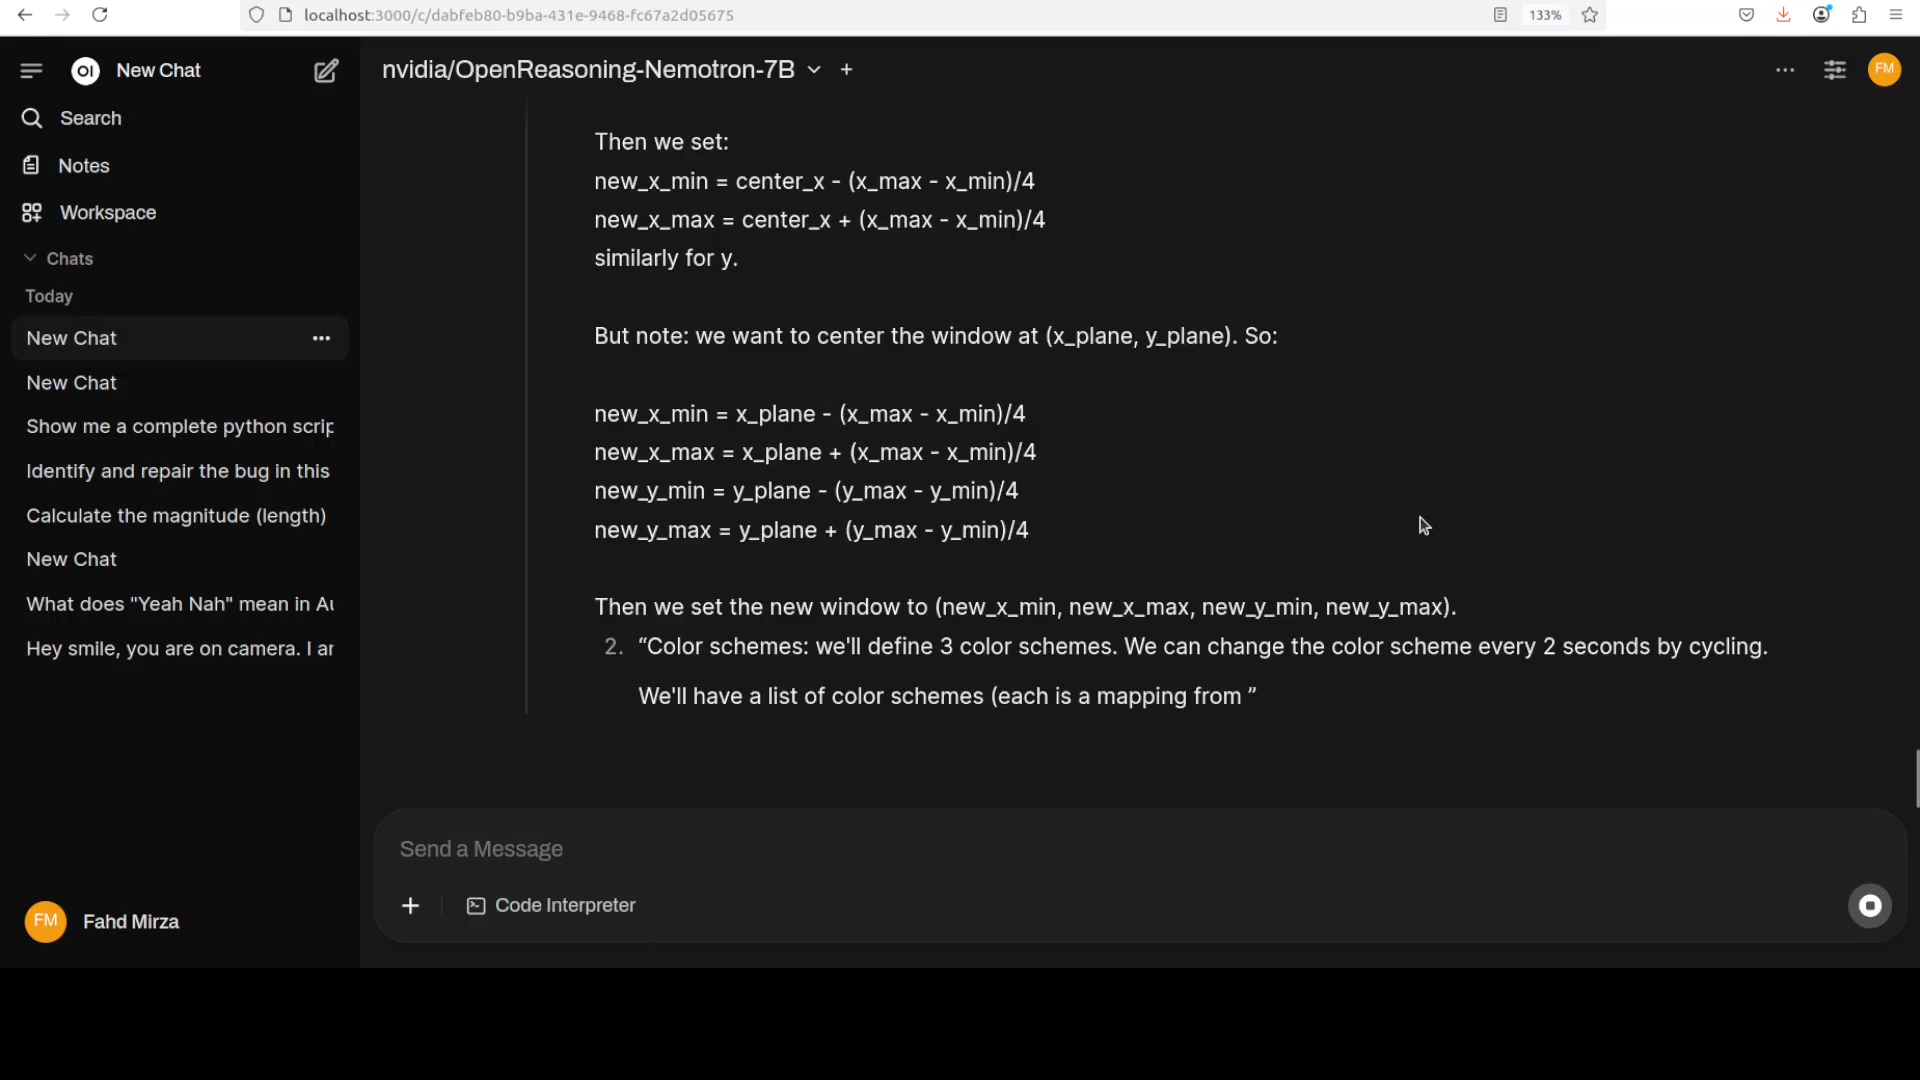 localhost:3000/c/dabfeb80-b9ba-431e-9468-fc67a2d05675
133%
OI New Chat
Search
Notes
Workspace
Chats
Today
New Chat
New Chat
Show me a complete python scrip
Identify and repair the bug in this
Calculate the magnitude (length)
New Chat
What does "Yeah Nah" mean in Au
Hey smile, you are on camera. I ar
FM Fahd Mirza
nvidia/OpenReasoning-Nemotron-7B
FM
Then we set:
new_x_min = center_x - (x_max - x_min)/4
new_x_max = center_x + (x_max - x_min)/4
similarly for y.
But note: we want to center the window at (x_plane, y_plane). So:
new_x_min = x_plane - (x_max - x_min)/4
new_x_max = x_plane + (x_max - x_min)/4
new_y_min = y_plane - (y_max - y_min)/4
new_y_max = y_plane + (y_max - y_min)/4
Then we set the new window to (new_x_min, new_x_max, new_y_min, new_y_max).
2. “Color schemes: we'll define 3 color schemes. We can change the color scheme every 2 seconds by cycling.
We'll have a list of color schemes (each is a mapping from ”
Send a Message
Code Interpreter